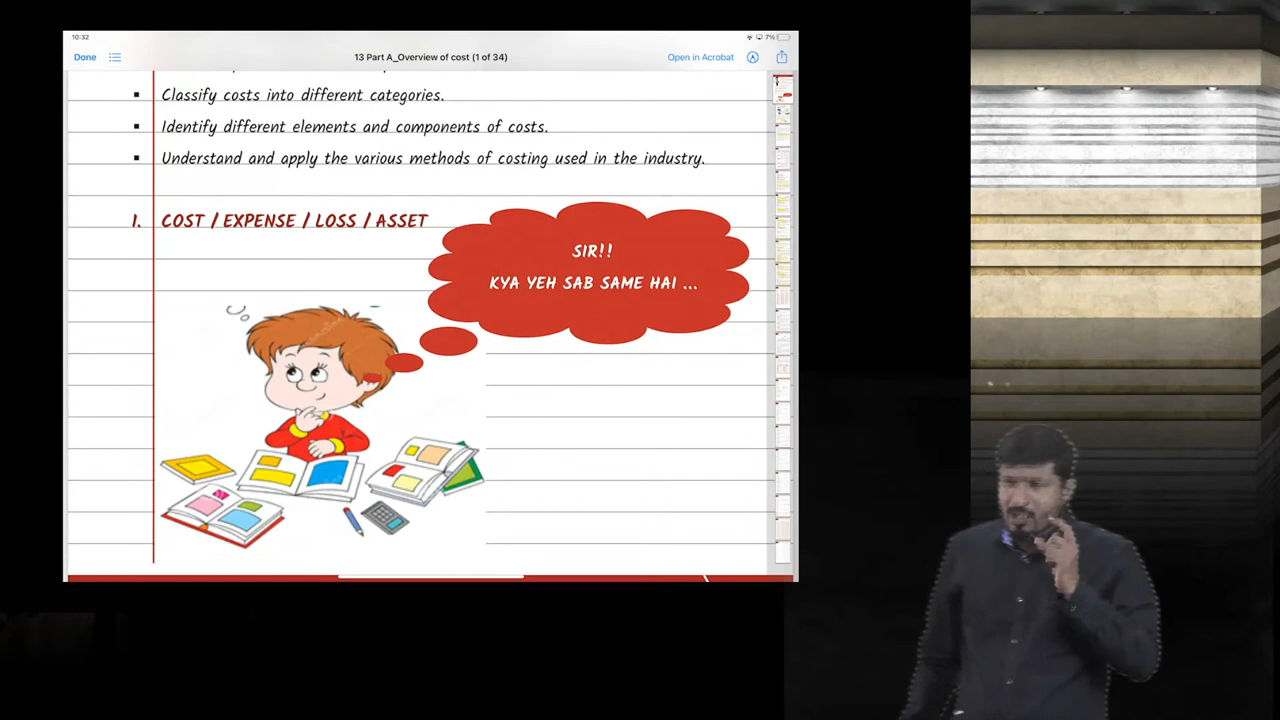 10:32
7%
Done
13 Part A_Overview of cost (1 of 34)
Open in Acrobat
▪ Classify costs into different categories.
▪ Identify different elements and components of costs.
▪ Understand and apply the various methods of costing used in the industry.
1. COST / EXPENSE / LOSS / ASSET
SIR!!
KYA YEH SAB SAME HAI ...